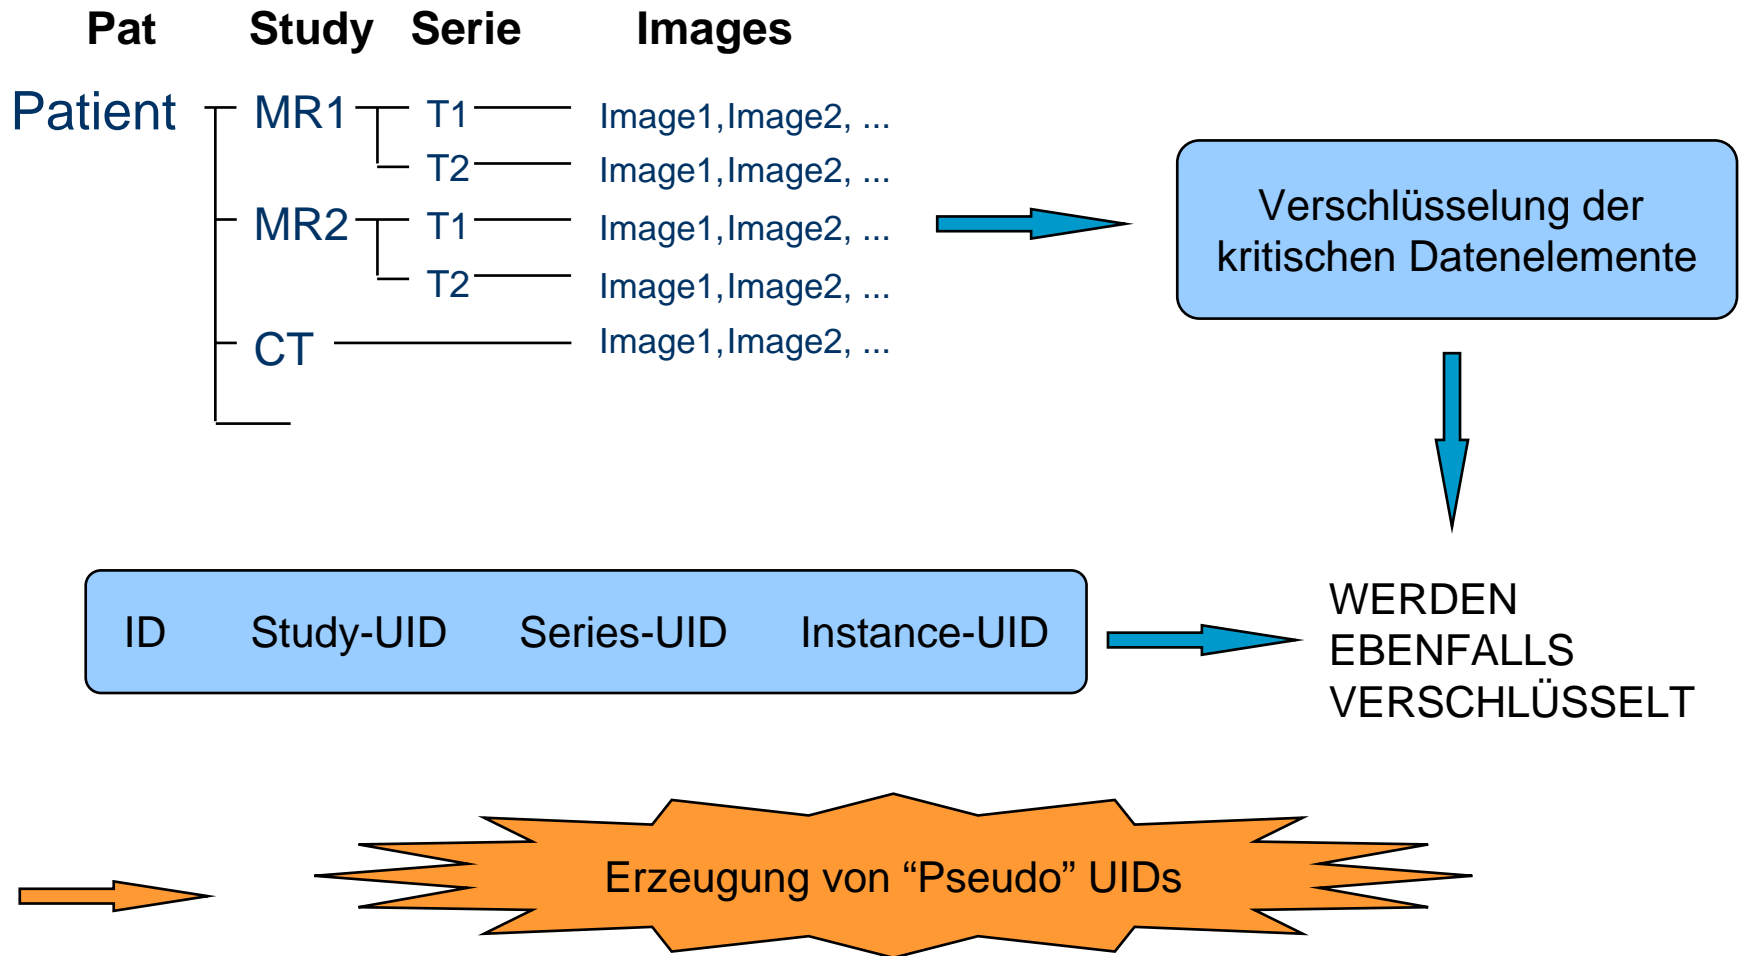 Pat Study Serie Images
Patient MR1 T1 Image1,Image2, ...
T2 Image1,Image2, ...
MR2 T1 Image1,Image2, ...
T2 Image1,Image2, ...
CT Image1,Image2, ...
Verschlüsselung der
kritischen Datenelemente
ID Study-UID Series-UID Instance-UID
WERDEN
EBENFALLS
VERSCHLÜSSELT
Erzeugung von “Pseudo” UIDs